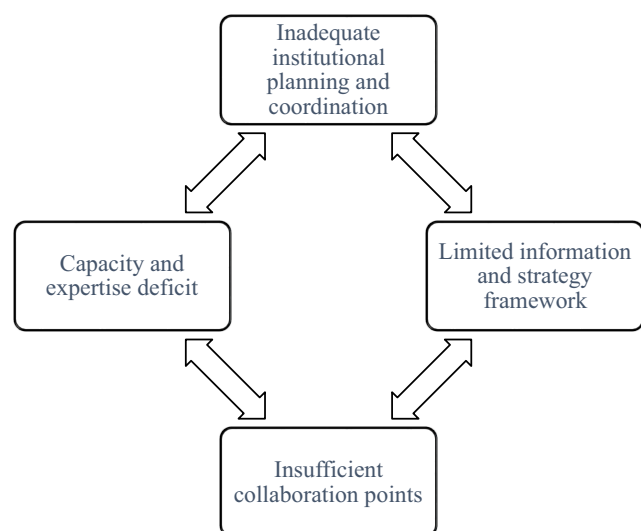 Inadequate
institutional
planning and
coordination
Capacity and
expertise deficit
Limited information
and strategy
framework
Insufficient
collaboration points